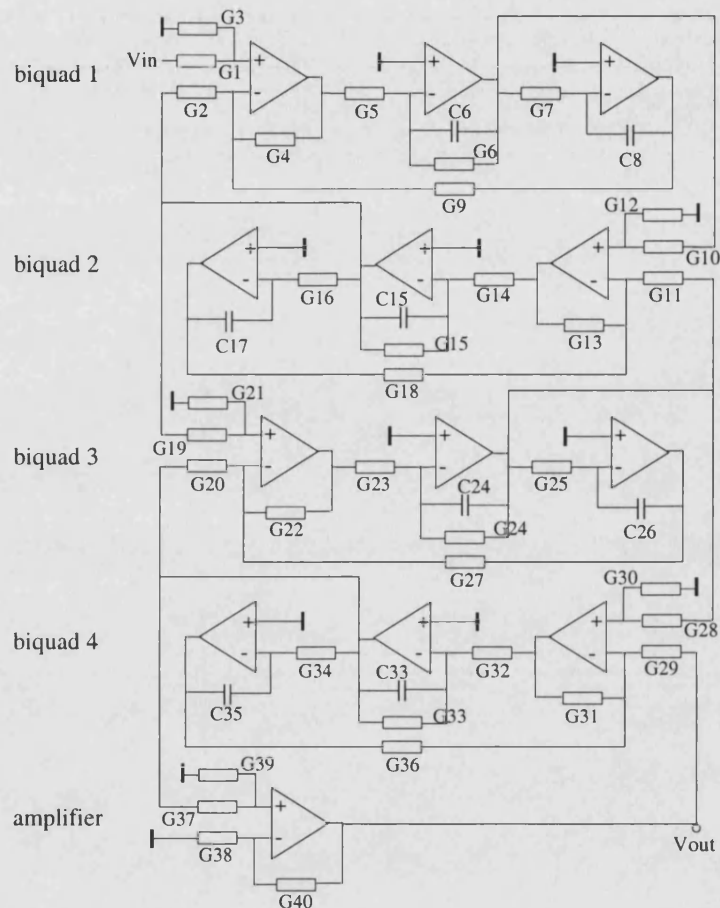 G3
biquad 1
Vin
G1
G2
G5
C6
G7
G4
G6
C8
G9
G12
biquad 2
G10
G16
C15
G14
G11
C17
G15
G13
G18
G21
G19
biquad 3
G20
G23
C24
G25
G22
G24
C26
G27
G30
biquad 4
G28
G34
C33
G32
G29
C35
G33
G31
G36
G39
amplifier
G37
G38
Vout
G40
+
-
+
-
+
-
+
-
+
-
+
-
+
-
+
-
+
-
+
-
+
-
+
-
+
-